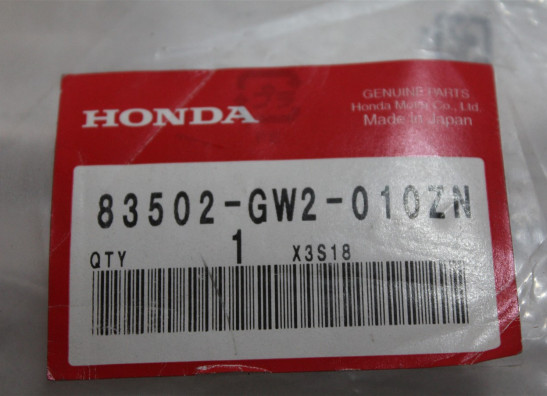 HONDA
GENUINE PARTS
Honda Motor Co., Ltd.
Made in Japan
83502-GW2-010ZN
QTY 1 X3S18